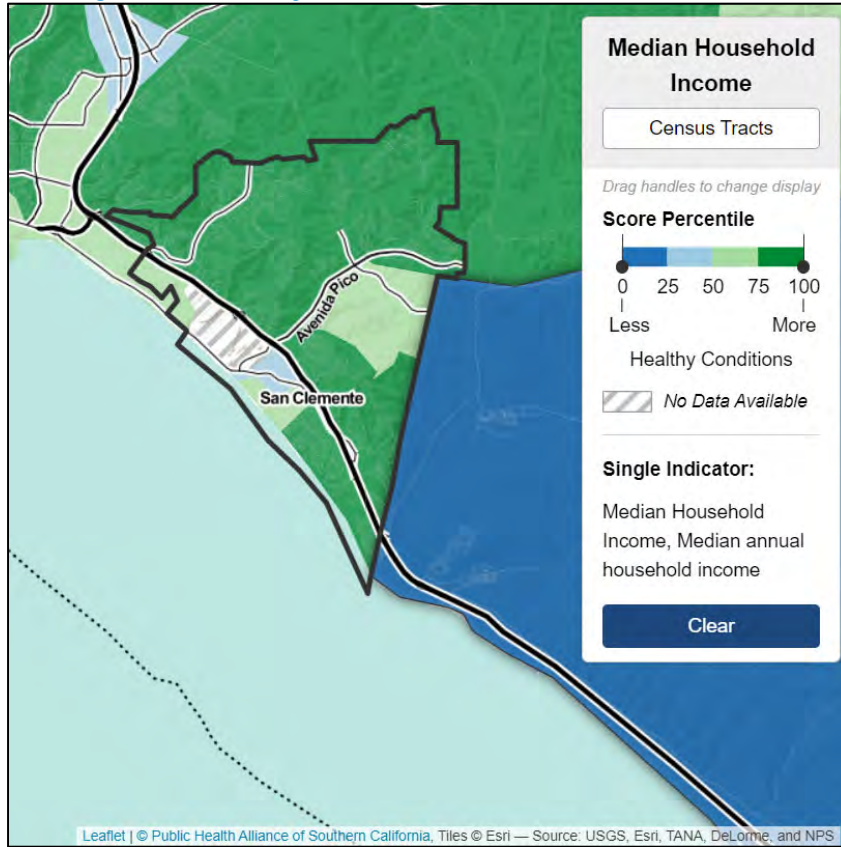 Median Household
Income
Census Tracts
Drag handles to change display
Score Percentile
0 25 50 75 100
Less More
Healthy Conditions
No Data Available
Single Indicator:
Median Household
Income, Median annual
household income
Clear
Avenida Pico
San Clemente
Leaflet | © Public Health Alliance of Southern California, Tiles © Esri — Source: USGS, Esri, TANA, DeLorme, and NPS